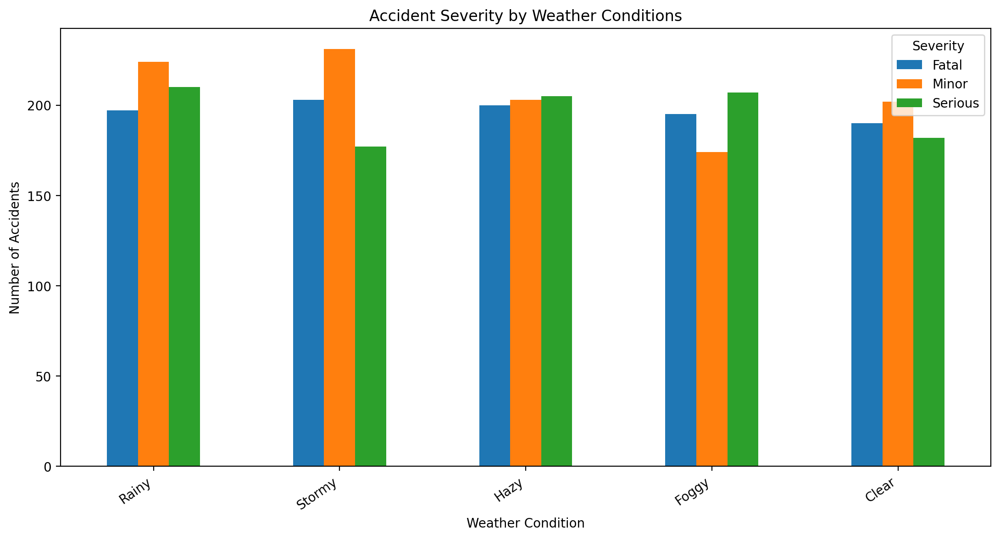 Accident Severity by Weather Conditions
Severity
Fatal
Minor
Serious
Number of Accidents
200
150
100
50
0
Rainy
Stormy
Hazy
Foggy
Clear
Weather Condition